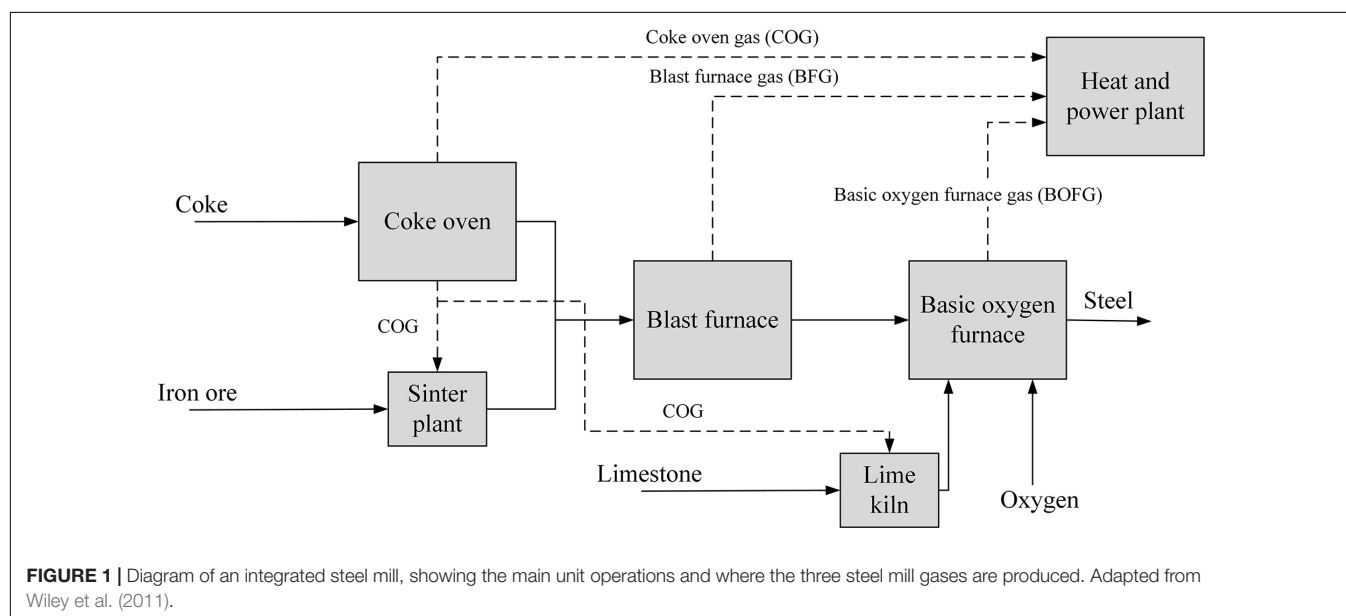 Coke oven gas (COG)
Blast furnace gas (BFG)
Heat and
power plant
Basic oxygen furnace gas (BOFG)
Coke
Coke oven
Blast furnace
Basic oxygen
furnace
Steel
COG
Iron ore
Sinter
plant
COG
Limestone
Lime
kiln
Oxygen
FIGURE 1 | Diagram of an integrated steel mill, showing the main unit operations and where the three steel mill gases are produced. Adapted from
Wiley et al. (2011).